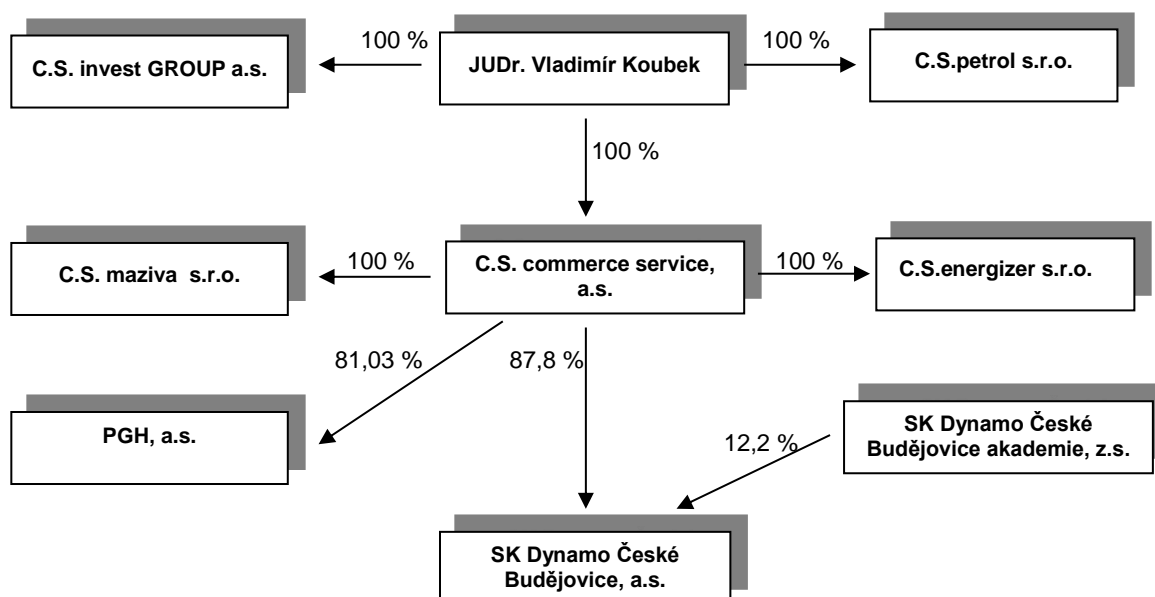 100 %
100 %
C.S. invest GROUP a.s.
JUDr. Vladimír Koubek
C.S.petrol s.r.o.
100 %
C.S. maziva  s.r.o.
100 %
C.S. commerce service,
a.s.
100 %
C.S.energizer s.r.o.
81,03 %
87,8 %
PGH, a.s.
12,2 %
SK Dynamo České
Budějovice akademie, z.s.
SK Dynamo České
Budějovice, a.s.